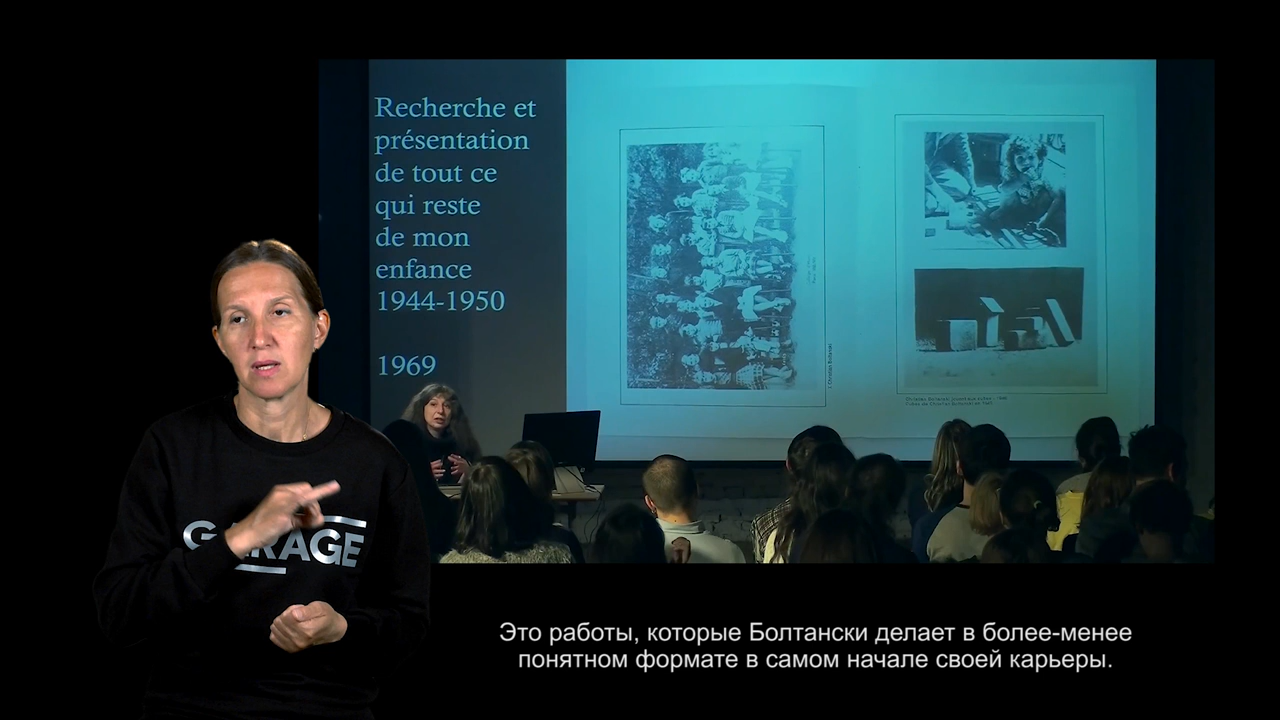 Recherche et
présentation
de tout ce
qui reste
de mon
enfance
1944-1950
1969
GARAGE
Это работы, которые Болтански делает в более-менее
понятном формате в самом начале своей карьеры.